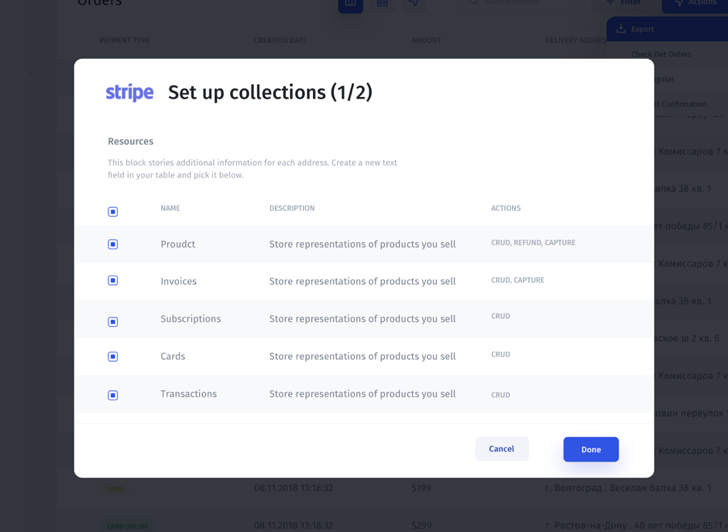 Orders
Search Orders
Filter
Actions
Export
PAYMENT TYPE
CREATION DATE
AMOUNT
DELIVERY ADDRESS
Check Out Orders
stripe
Set up collections (1/2)
Resources
This block stories additional information for each address. Create a new text
field in your table and pick it below.
NAME
DESCRIPTION
ACTIONS
Proudct
Store representations of products you sell
CRUD, REFUND, CAPTURE
Invoices
Store representations of products you sell
CRUD, CAPTURE
Subscriptions
Store representations of products you sell
CRUD
Cards
Store representations of products you sell
CRUD
Transactions
Store representations of products you sell
CRUD
Cancel
Done
Confirmation
Комиссаров 7 к
балка 38 кв. 1
лет победы 85/1
Комиссаров 7 к
балка 38 кв. 1
ш 2 кв. 6
Комиссаров 7 к
переулок
Комиссаров 7 к
08.11.2018 13:18:32
$199
г. Волгоград , Веселая балка 38 кв. 1
CARD ONLINE
08.11.2018 13:18:32
$299
г. Ростов-на-Дону , 40 лет победы 85/1